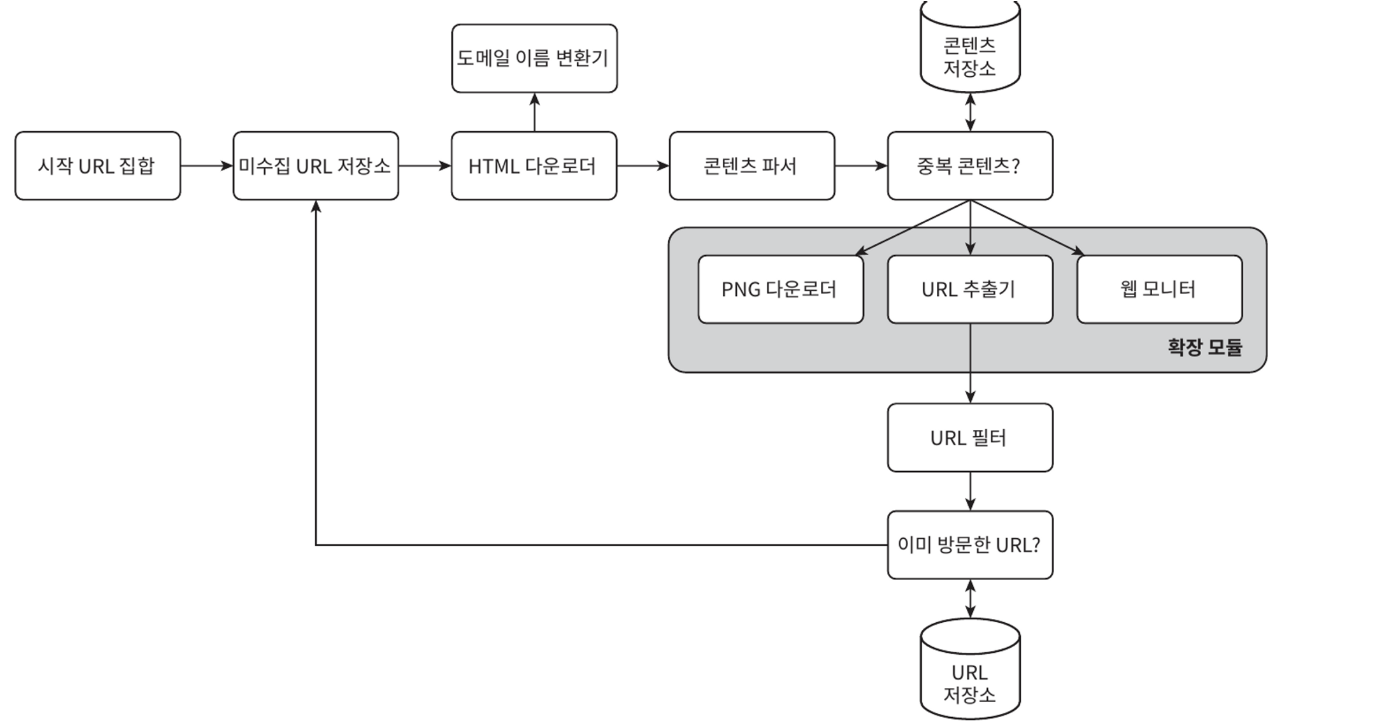 도메일 이름 변환기
콘텐츠
저장소
시작 URL 집합
미수집 URL 저장소
HTML 다운로더
콘텐츠 파서
중복 콘텐츠?
PNG 다운로더
URL 추출기
웹 모니터
확장 모듈
URL 필터
이미 방문한 URL?
URL
저장소